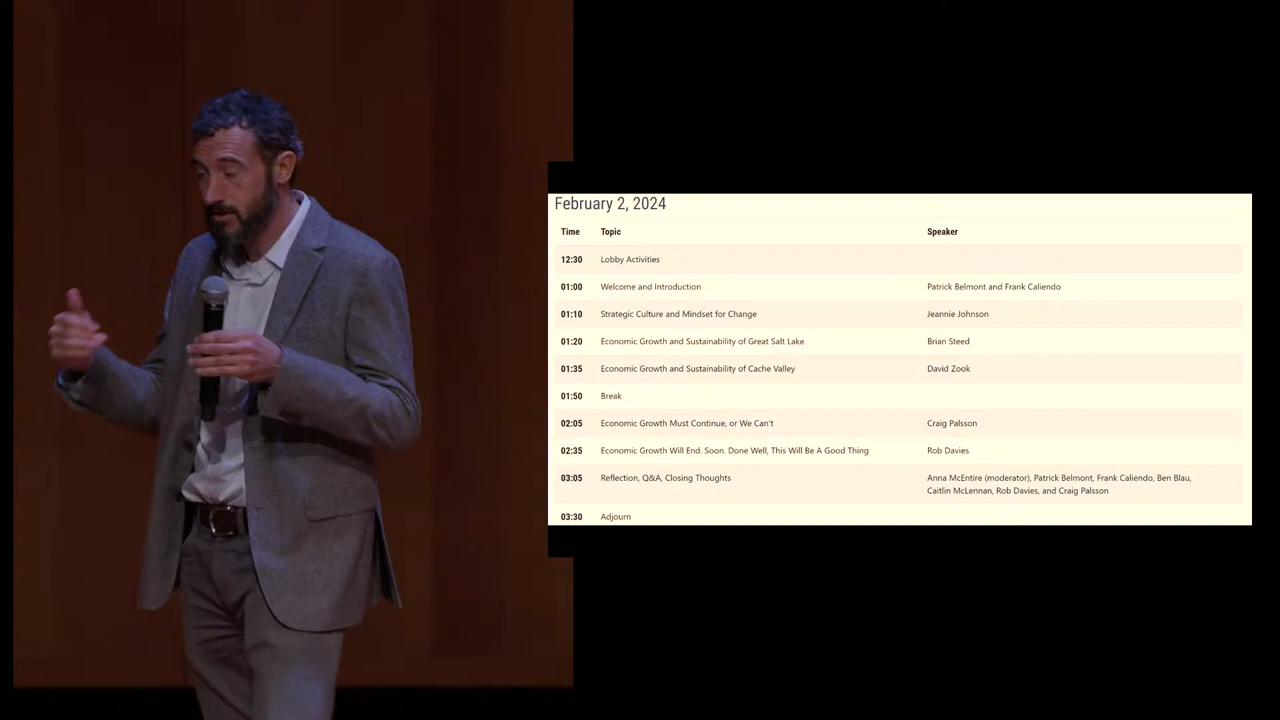 February 2, 2024
Time Topic Speaker
12:30 Lobby Activities
01:00 Welcome and Introduction Patrick Belmont and Frank Caliendo
01:10 Strategic Culture and Mindset for Change Jeannie Johnson
01:20 Economic Growth and Sustainability of Great Salt Lake Brian Steed
01:35 Economic Growth and Sustainability of Cache Valley David Zook
01:50 Break
02:05 Economic Growth Must Continue, or We Can't Craig Palsson
02:35 Economic Growth Will End. Soon. Done Well, This Will Be A Good Thing Rob Davies
03:05 Reflection, Q&A, Closing Thoughts Anna McEntire (moderator), Patrick Belmont, Frank Caliendo, Ben Blau,
Caitlin McLennan, Rob Davies, and Craig Palsson
03:30 Adjourn